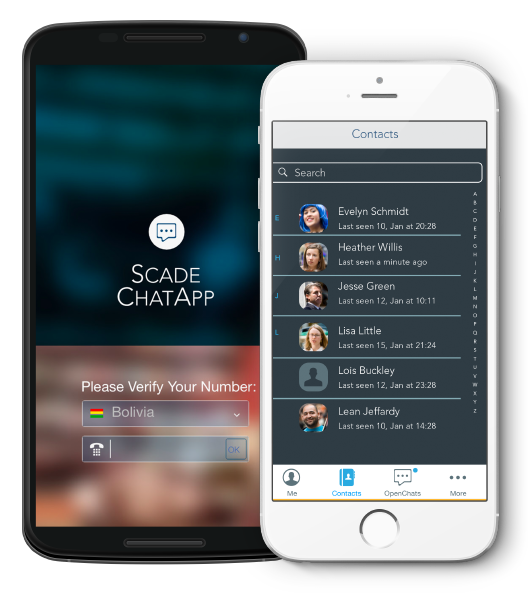 SCADE
CHATAPP
Please Verify Your Number:
Bolivia
OK
Contacts
Search
E
Evelyn Schmidt
Last seen 10, Jan at 20:28
H
Heather Willis
Last seen a minute ago
J
Jesse Green
Last seen 12, Jan at 10:11
L
Lisa Little
Last seen 15, Jan at 21:24
Lois Buckley
Last seen 12, Jan at 23:28
Lean Jeffardy
Last seen 10, Jan at 14:28
A
B
C
D
E
F
G
H
I
J
K
L
M
N
O
P
Q
R
S
T
U
V
W
X
Y
Z
Me
Contacts
OpenChats
More